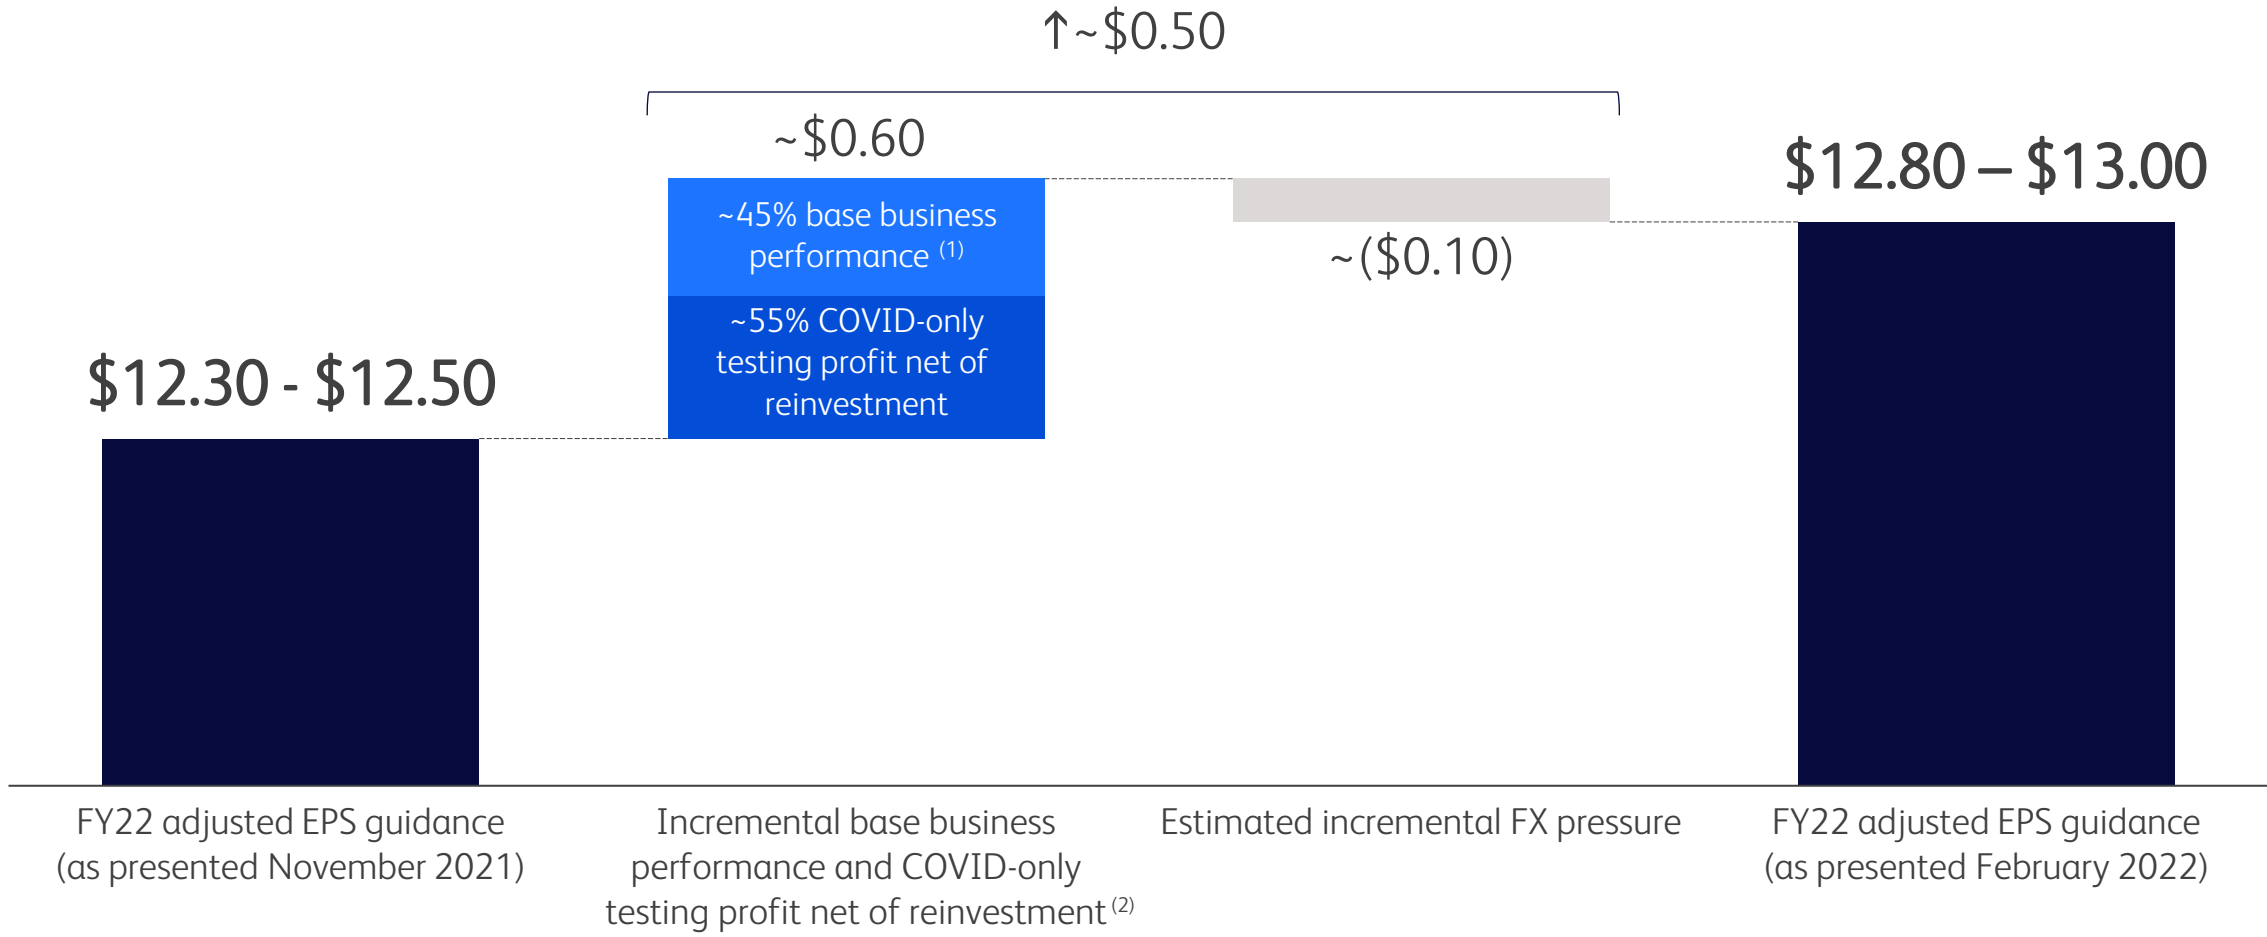 ↑~$0.50
~$0.60
$12.80 – $13.00
~45% base business
performance (1)
~($0.10)
~55% COVID-only
testing profit net of
reinvestment
$12.30 - $12.50
FY22 adjusted EPS guidance
(as presented November 2021)
Incremental base business
performance and COVID-only
testing profit net of reinvestment (2)
Estimated incremental FX pressure
FY22 adjusted EPS guidance
(as presented February 2022)